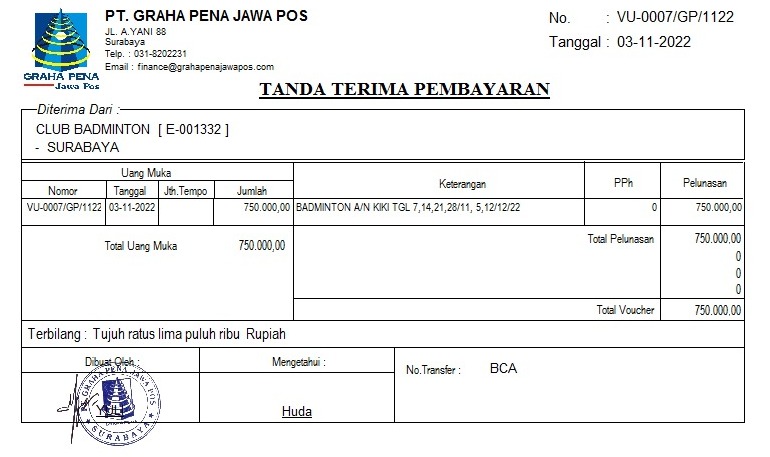 PT. GRAHA PENA JAWA POS
JL. A.YANI 88
Surabaya
Telp. : 031-8202231
Email : finance@grahapenajawapos.com
GRAHA PENA
Jawa Pos
No. : VU-0007/GP/1122
Tanggal : 03-11-2022
TANDA TERIMA PEMBAYARAN
Diterima Dari :
CLUB BADMINTON [ E-001332 ]
- SURABAYA
Uang Muka
Nomor Tanggal Jth.Tempo Jumlah Keterangan PPh Pelunasan
VU-0007/GP/1122 03-11-2022 750.000,00 BADMINTON A/N KIKI TGL 7,14,21,28/11, 5,12/12/22 0 750.000,00
Total Uang Muka 750.000,00 Total Pelunasan 750.000,00
0
0
0
Total Voucher 750.000,00
Terbilang : Tujuh ratus lima puluh ribu Rupiah
Dibuat Oleh : Mengetahui : No.Transfer : BCA
PT. GRAHA PENA JAWA POS
SURABAYA
Huda